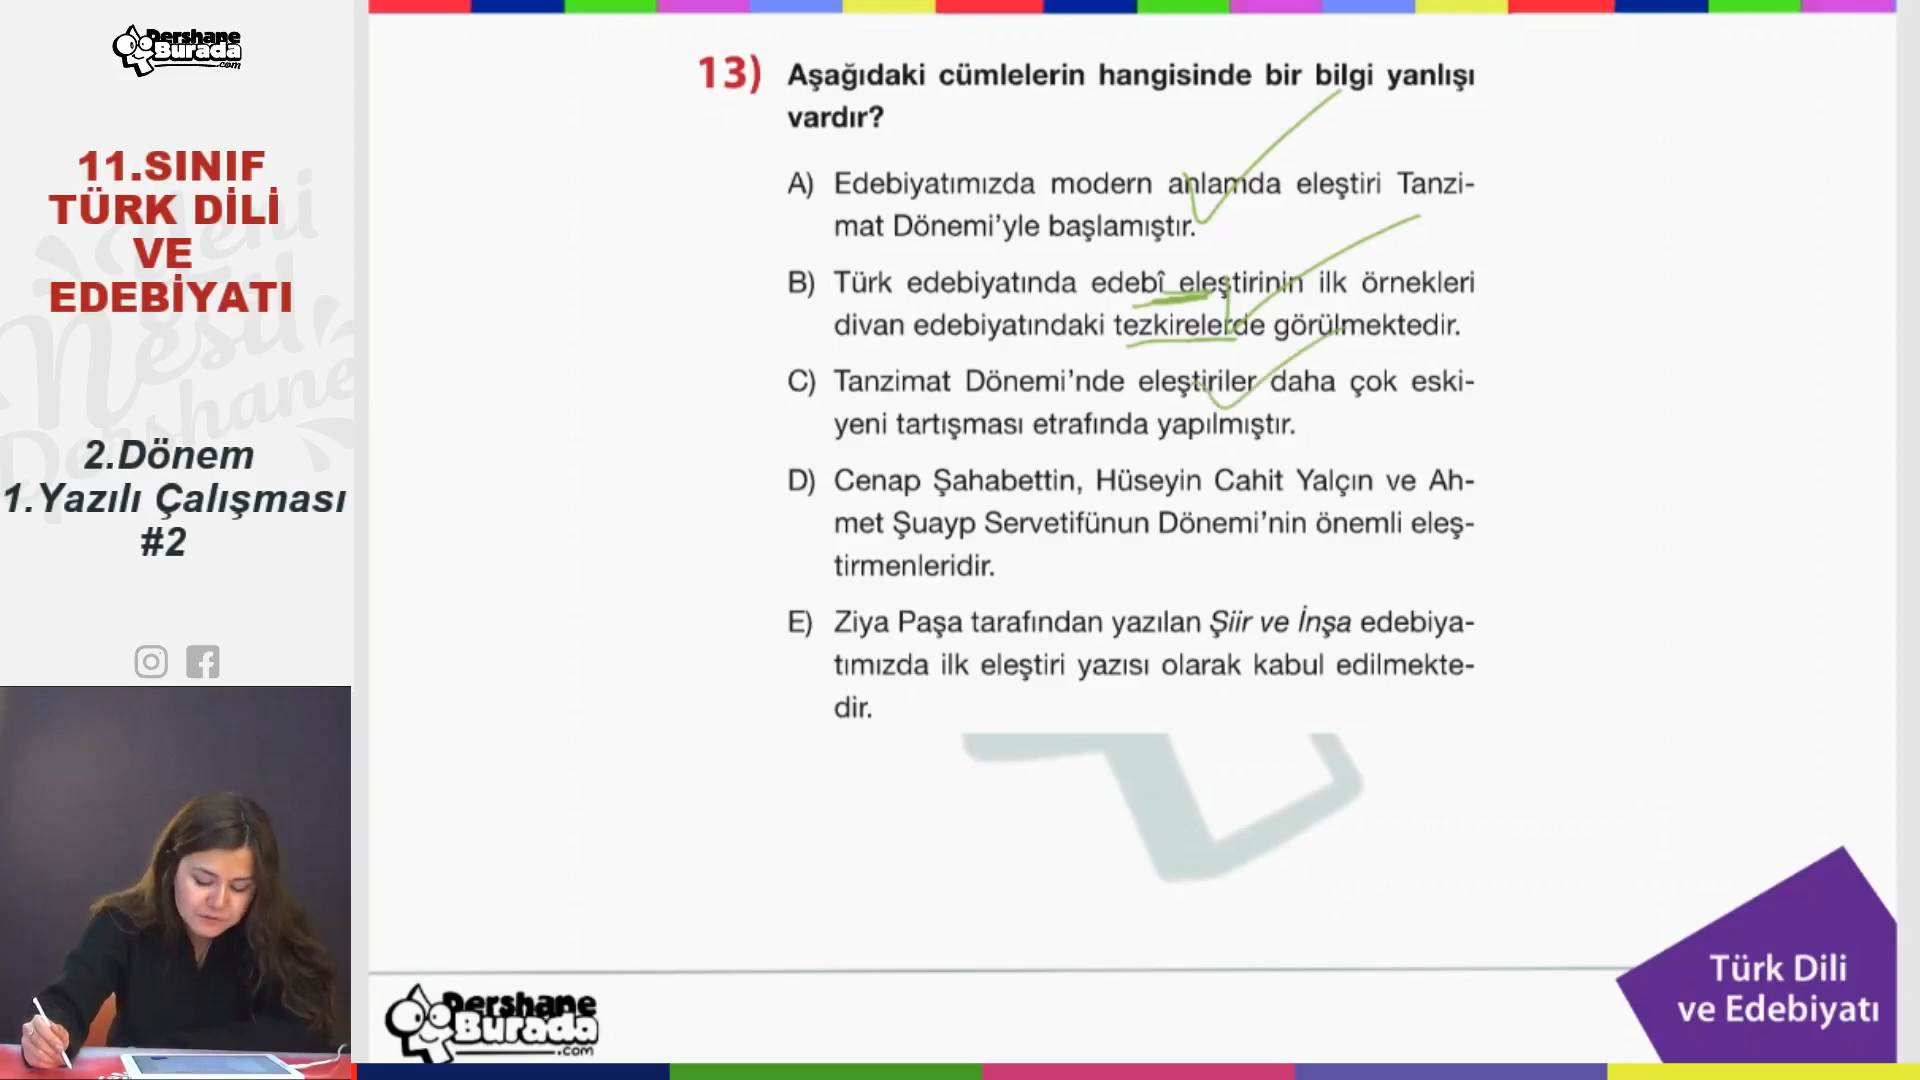 Dershane
Burada
.com
11.SINIF
TÜRK DİLİ
VE
EDEBİYATI
Yeni
Nesil
Dershane
2.Dönem
1.Yazılı Çalışması
#2
13) Aşağıdaki cümlelerin hangisinde bir bilgi yanlışı
vardır?
A) Edebiyatımızda modern anlamda eleştiri Tanzi-
mat Dönemi’yle başlamıştır.
B) Türk edebiyatında edebî eleştirinin ilk örnekleri
divan edebiyatındaki tezkirelerde görülmektedir.
C) Tanzimat Dönemi’nde eleştiriler daha çok eski-
yeni tartışması etrafında yapılmıştır.
D) Cenap Şahabettin, Hüseyin Cahit Yalçın ve Ah-
met Şuayp Servetifünun Dönemi’nin önemli eleş-
tirmenleridir.
E) Ziya Paşa tarafından yazılan Şiir ve İnşa edebiya-
tımızda ilk eleştiri yazısı olarak kabul edilmekte-
dir.
Dershane
Burada
.com
Türk Dili
ve Edebiyatı